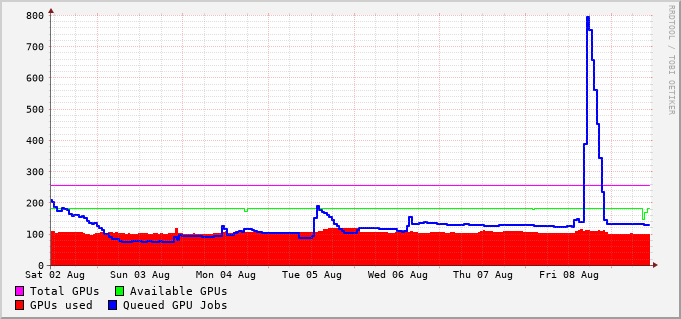 800
700
600
500
400
300
200
100
0
Sat 02 Aug Sun 03 Aug Mon 04 Aug Tue 05 Aug Wed 06 Aug Thu 07 Aug Fri 08 Aug
Total GPUs Available GPUs
GPUs used Queued GPU Jobs
RRDTOOL / TOBI OETIKER